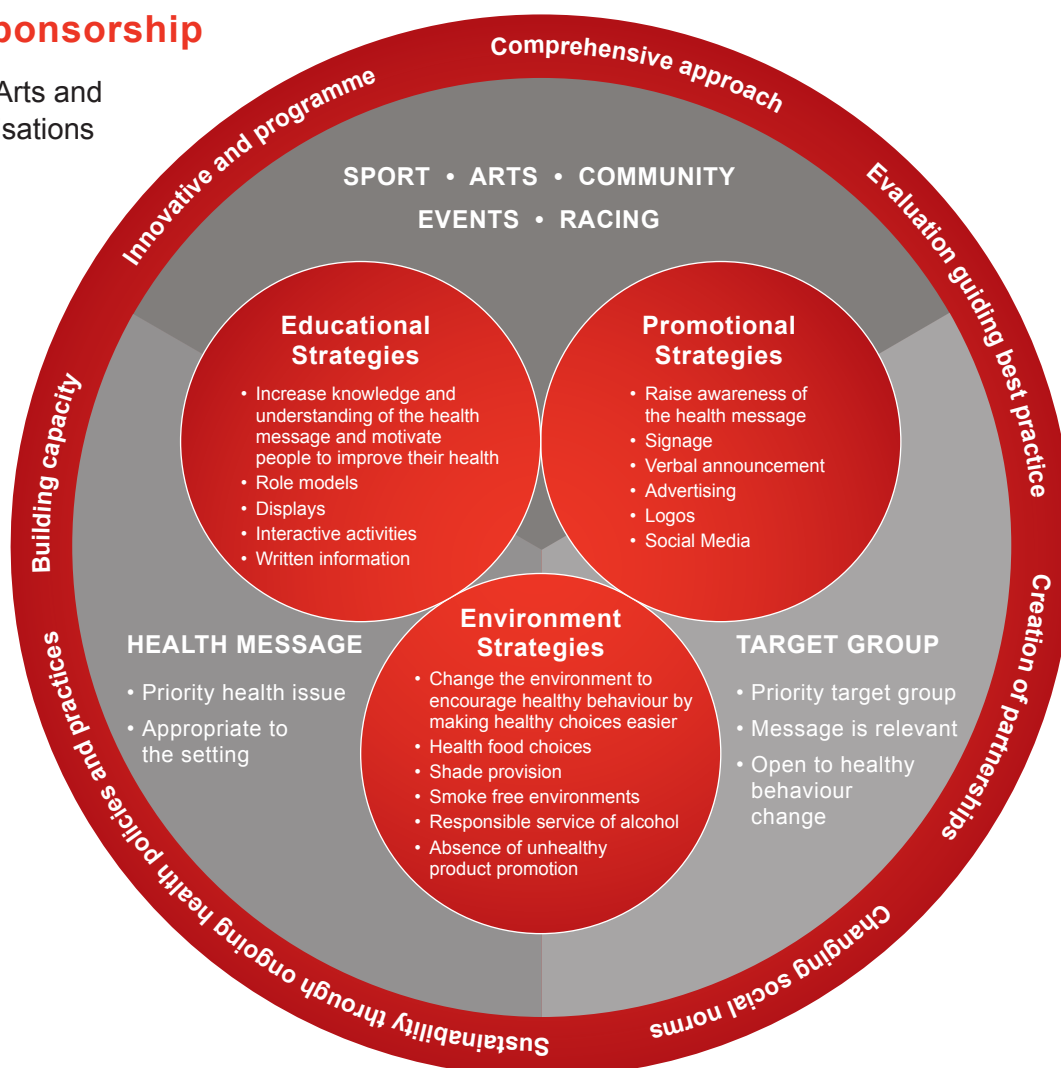 ponsorship
Arts and
sations
Comprehensive approach
Innovative and programme
Evaluation guiding best practice
Building capacity
Creation of partnerships
Sustainability through ongoing health policies and practices
Changing social norms
SPORT • ARTS • COMMUNITY
EVENTS • RACING
Educational
Strategies
• Increase knowledge and
understanding of the health
message and motivate
people to improve their health
• Role models
• Displays
• Interactive activities
• Written information
Promotional
Strategies
• Raise awareness of
the health message
• Signage
• Verbal announcement
• Advertising
• Logos
• Social Media
HEALTH MESSAGE
• Priority health issue
• Appropriate to
the setting
Environment
Strategies
• Change the environment to
encourage healthy behaviour by
making healthy choices easier
• Health food choices
• Shade provision
• Smoke free environments
• Responsible service of alcohol
• Absence of unhealthy
product promotion
TARGET GROUP
• Priority target group
• Message is relevant
• Open to healthy
behaviour
change